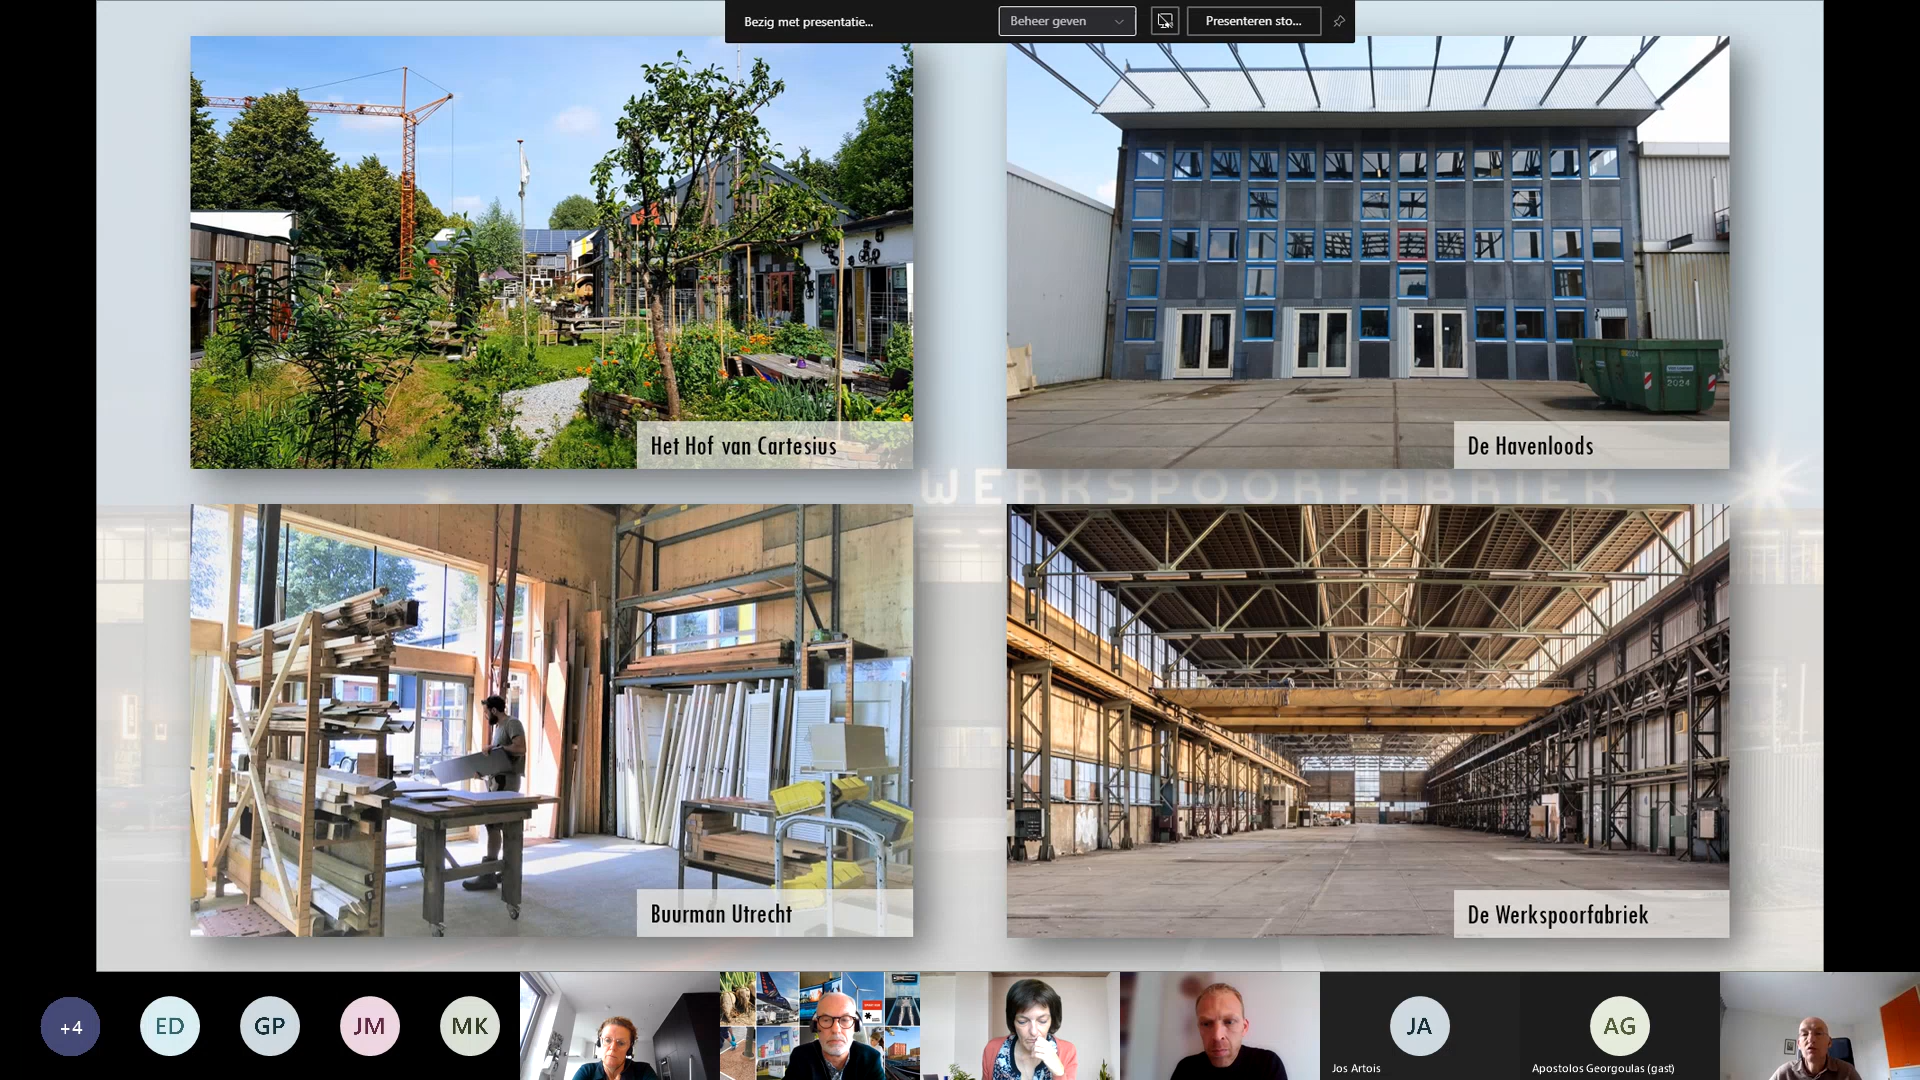 Bezig met presentatie...
Beheer geven
Presenteren sto...
Het Hof van Cartesius
De Havenloods
2024
WERKSPOORFABRIEK
Buurman Utrecht
De Werkspoorfabriek
+4
ED
GP
JM
MK
JA
Jos Artois
AG
Apostolos Georgoulas (gast)